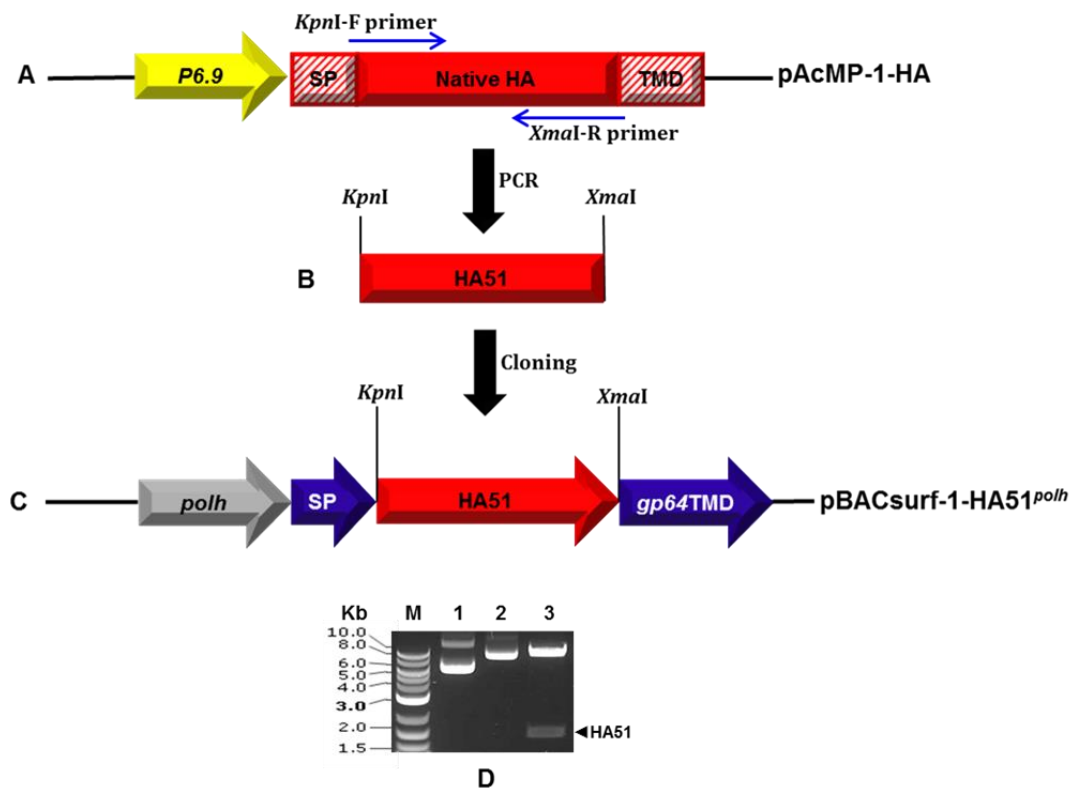 KpnI-F primer
A P6.9 SP Native HA TMD pAcMP-1-HA
XmaI-R primer
PCR
KpnI XmaI
B HA51
Cloning
KpnI XmaI
C polh SP HA51 gp64TMD pBACsurf-1-HA51polh
Kb M 1 2 3
10.0
8.0
6.0
5.0
4.0
3.0
2.0 HA51
1.5
D